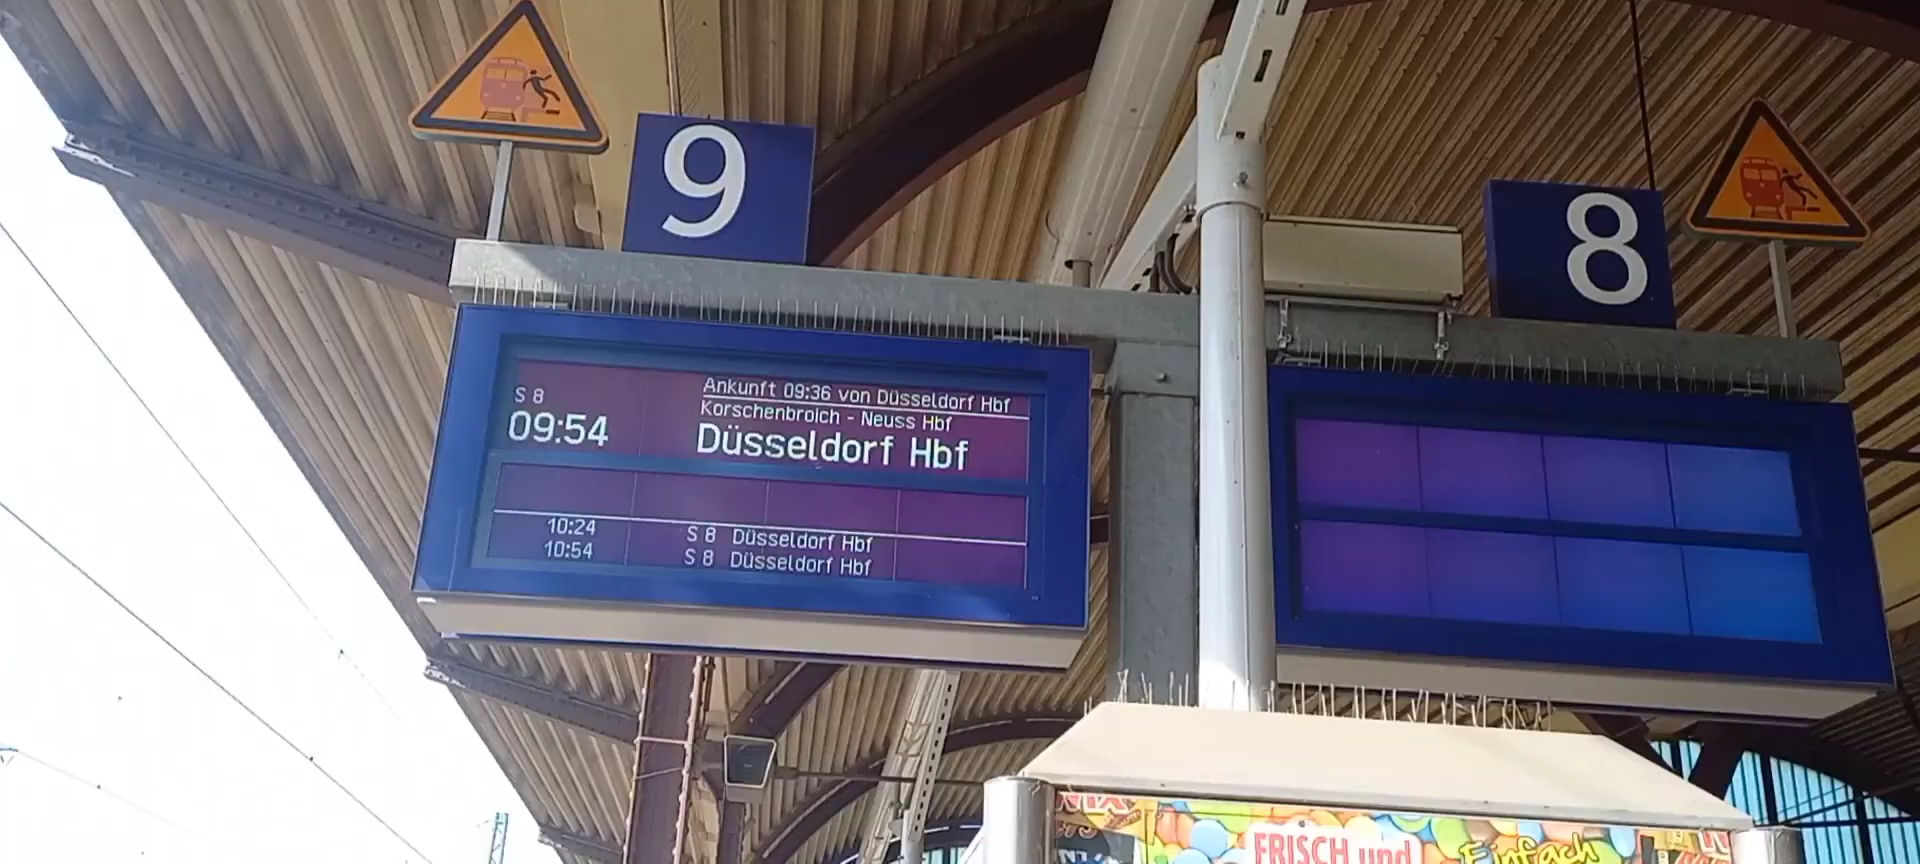 9
8
S 8
Ankunft 09:36 von Düsseldorf Hbf
Korschenbroich - Neuss Hbf
09:54
Düsseldorf Hbf
10:24 S 8 Düsseldorf Hbf
10:54 S 8 Düsseldorf Hbf
FRISCH und
Einfach